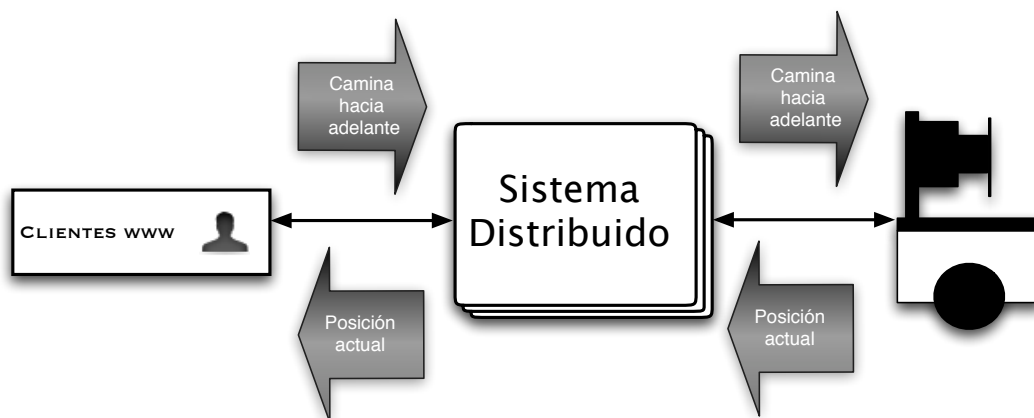 Camina
hacia
adelante
Camina
hacia
adelante
CLIENTES WWW
Sistema
Distribuido
Posición
actual
Posición
actual